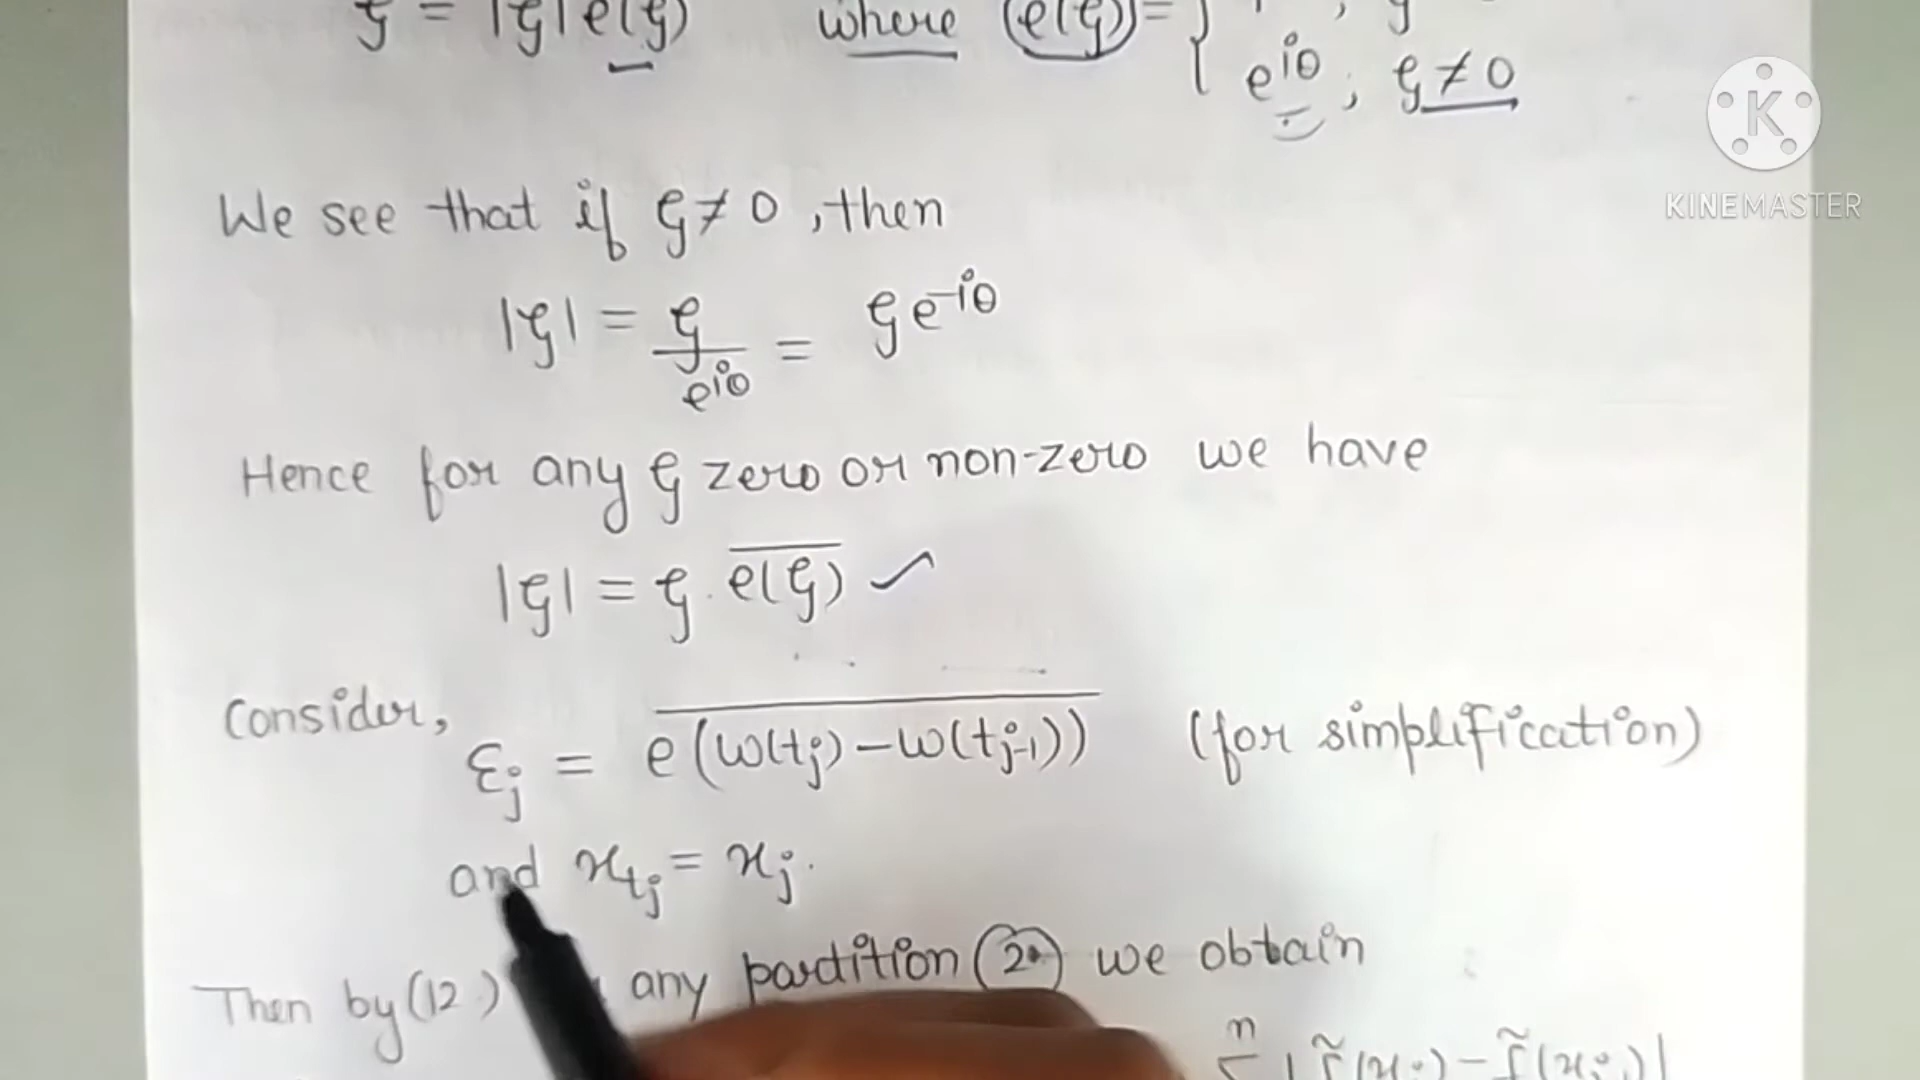 ξ = |ξ| e(ξ) where e(ξ) = {
e^{iθ} ; ξ ≠ 0
K
KINEMASTER
We see that if ξ ≠ 0 , then
|ξ| = ξ / e^{iθ} = ξ e^{-iθ}
Hence for any ξ zero or non-zero we have
|ξ| = ξ . \overline{e(ξ)} ✓
Consider,
ε_j = \overline{e(ω(t_j) - ω(t_{j-1}))} (for simplification)
and x_{t_j} = x_j .
Then by (12) any partition (2) we obtain